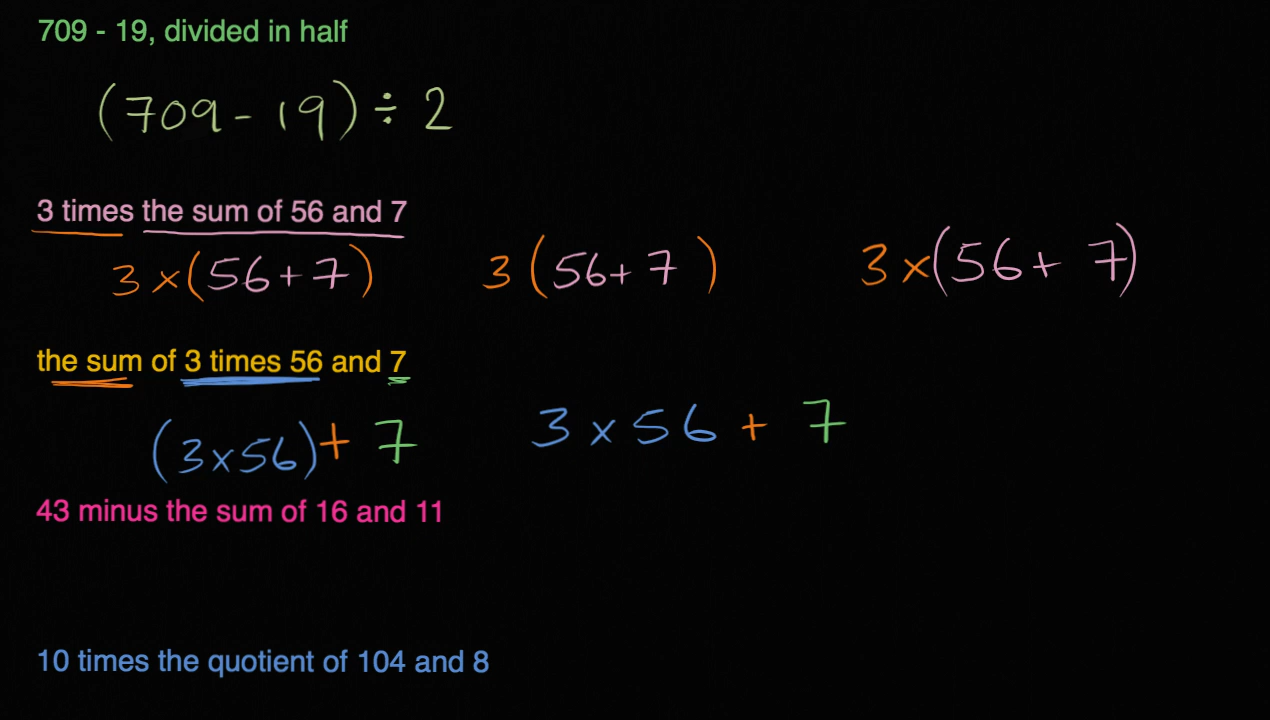 709 - 19, divided in half
(709 - 19) ÷ 2
3 times the sum of 56 and 7
3 × (56 + 7) 3 (56 + 7) 3 × (56 + 7)
the sum of 3 times 56 and 7
(3 × 56) + 7 3 × 56 + 7
43 minus the sum of 16 and 11
10 times the quotient of 104 and 8